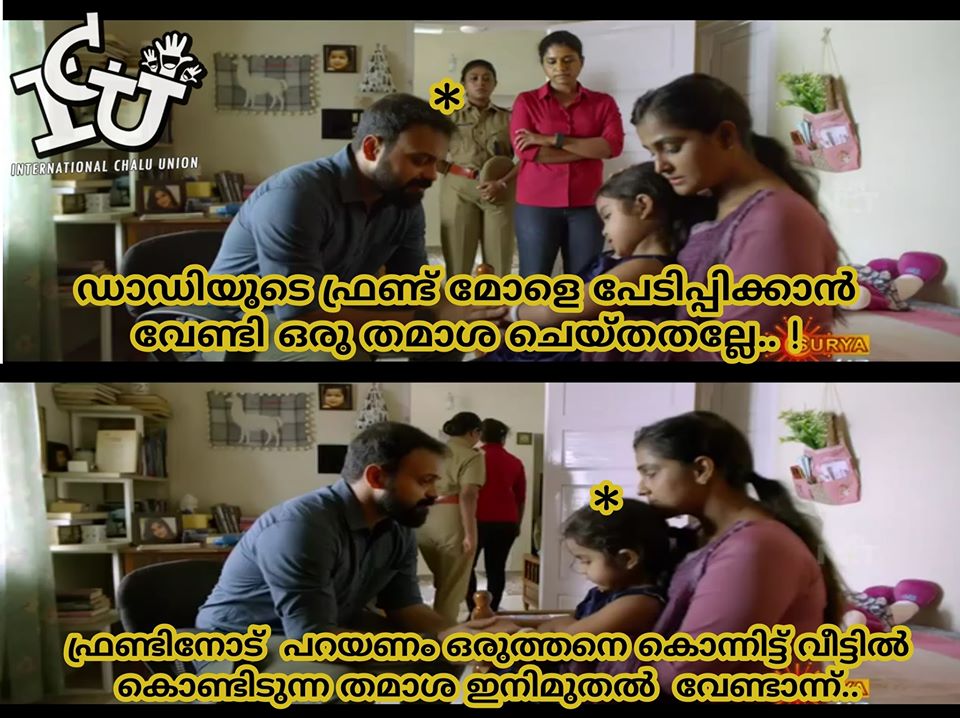 ICU
INTERNATIONAL CHALU UNION
*
ഡാഡിയുടെ ഫ്രണ്ട് മോളെ പേടിപ്പിക്കാൻ
വേണ്ടി ഒരു തമാശ ചെയ്തതല്ലേ.. !
SURYA
*
ഫ്രണ്ടിനോട് പറയണം ഒരുത്തനെ കൊന്നിട്ട് വീട്ടിൽ
കൊണ്ടിടുന്ന തമാശ ഇനിമുതൽ വേണ്ടാന്ന്..